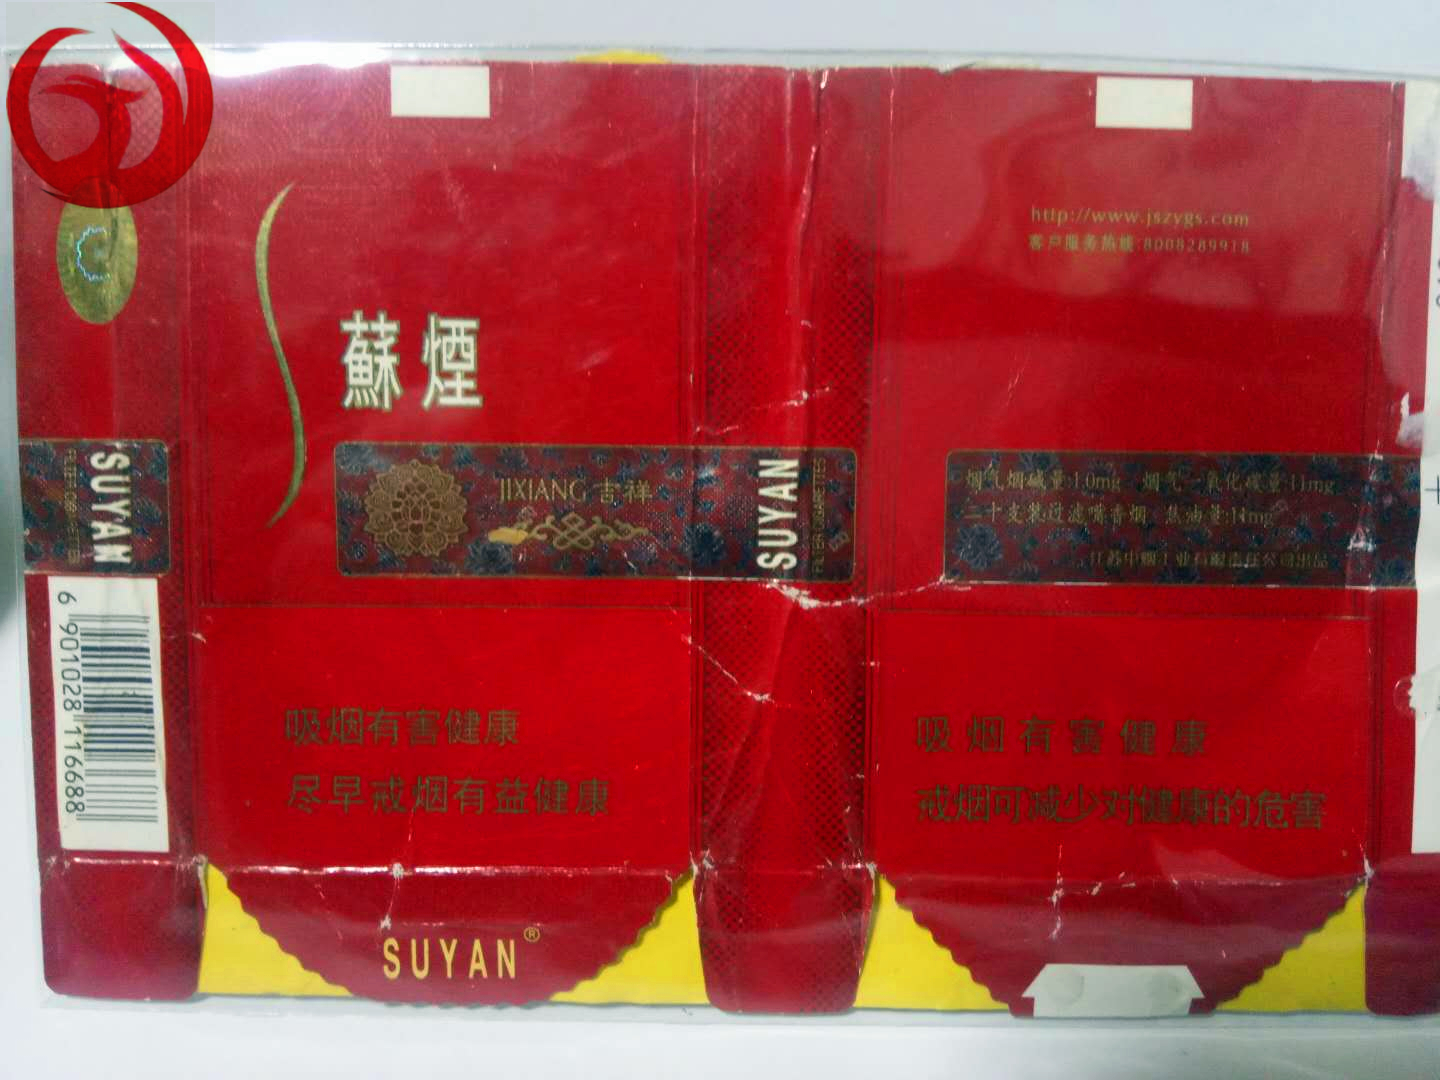 SUYAN
FILTER CIGARETTES
6 901028 116688
蘇煙
JIXIANG 吉祥
吸烟有害健康
尽早戒烟有益健康
SUYAN®
SUYAN
FILTER CIGARETTES
http://www.jszygs.com
客户服务热线:8008289918
烟气烟碱量:1.0mg 烟气一氧化碳量:11mg
二十支装过滤嘴香烟 焦油量:11mg
江苏中烟工业有限责任公司出品
吸烟有害健康
戒烟可减少对健康的危害